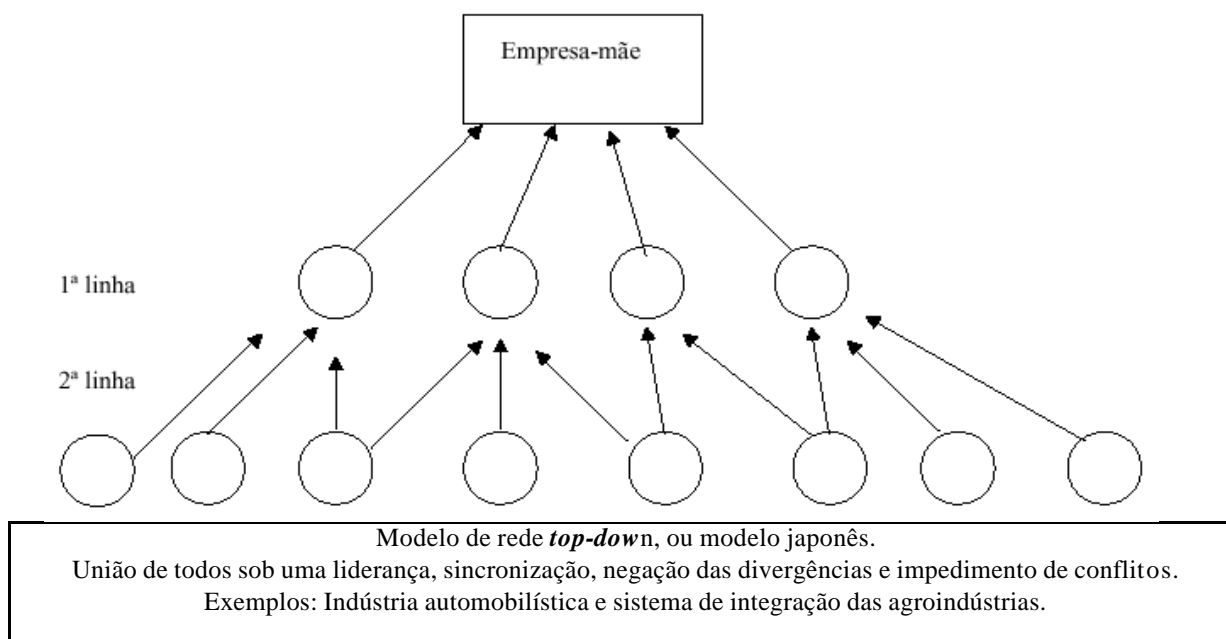 Empresa-mãe
1ª linha
2ª linha
Modelo de rede top-down, ou modelo japonês.
União de todos sob uma liderança, sincronização, negação das divergências e impedimento de conflitos.
Exemplos: Indústria automobilística e sistema de integração das agroindústrias.